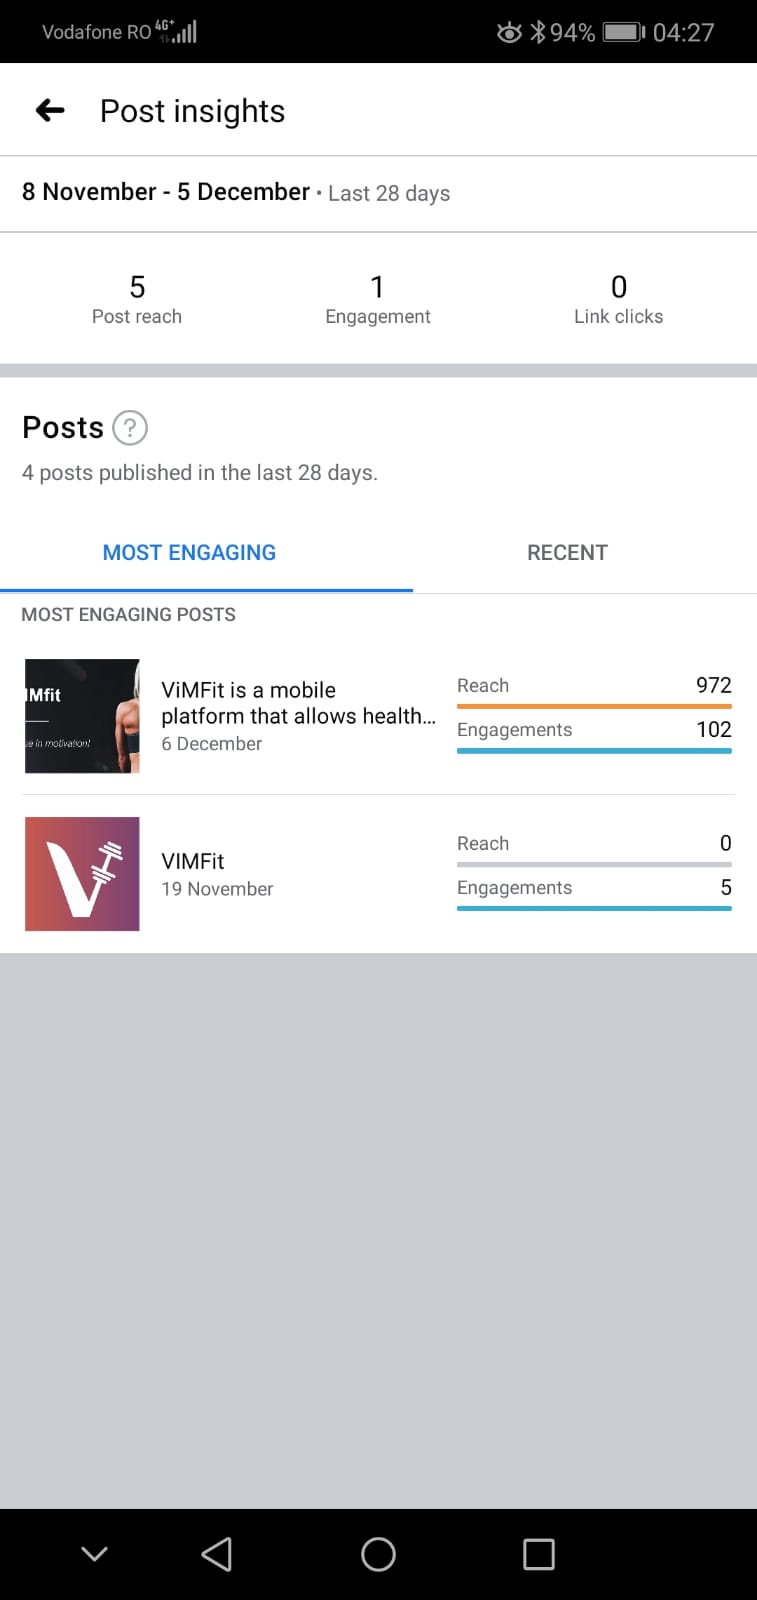 Vodafone RO 4G+ 94% 04:27
Post insights
8 November - 5 December · Last 28 days
5 1 0
Post reach Engagement Link clicks
Posts ?
4 posts published in the last 28 days.
MOST ENGAGING RECENT
MOST ENGAGING POSTS
IMfit
e in motivation!
ViMFit is a mobile
platform that allows health...
6 December
Reach 972
Engagements 102
VIMFit
19 November
Reach 0
Engagements 5